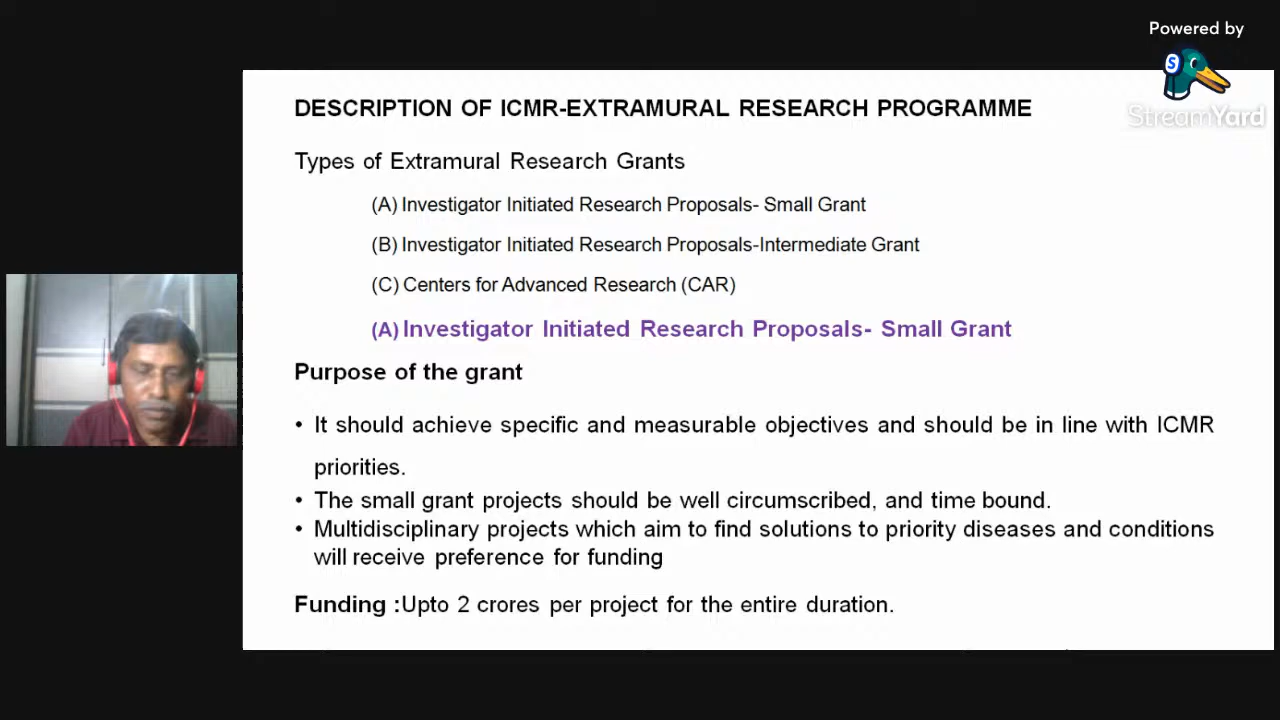 Powered by
StreamYard
DESCRIPTION OF ICMR-EXTRAMURAL RESEARCH PROGRAMME
Types of Extramural Research Grants
(A) Investigator Initiated Research Proposals- Small Grant
(B) Investigator Initiated Research Proposals-Intermediate Grant
(C) Centers for Advanced Research (CAR)
(A) Investigator Initiated Research Proposals- Small Grant
Purpose of the grant
• It should achieve specific and measurable objectives and should be in line with ICMR
priorities.
• The small grant projects should be well circumscribed, and time bound.
• Multidisciplinary projects which aim to find solutions to priority diseases and conditions
will receive preference for funding
Funding :Upto 2 crores per project for the entire duration.